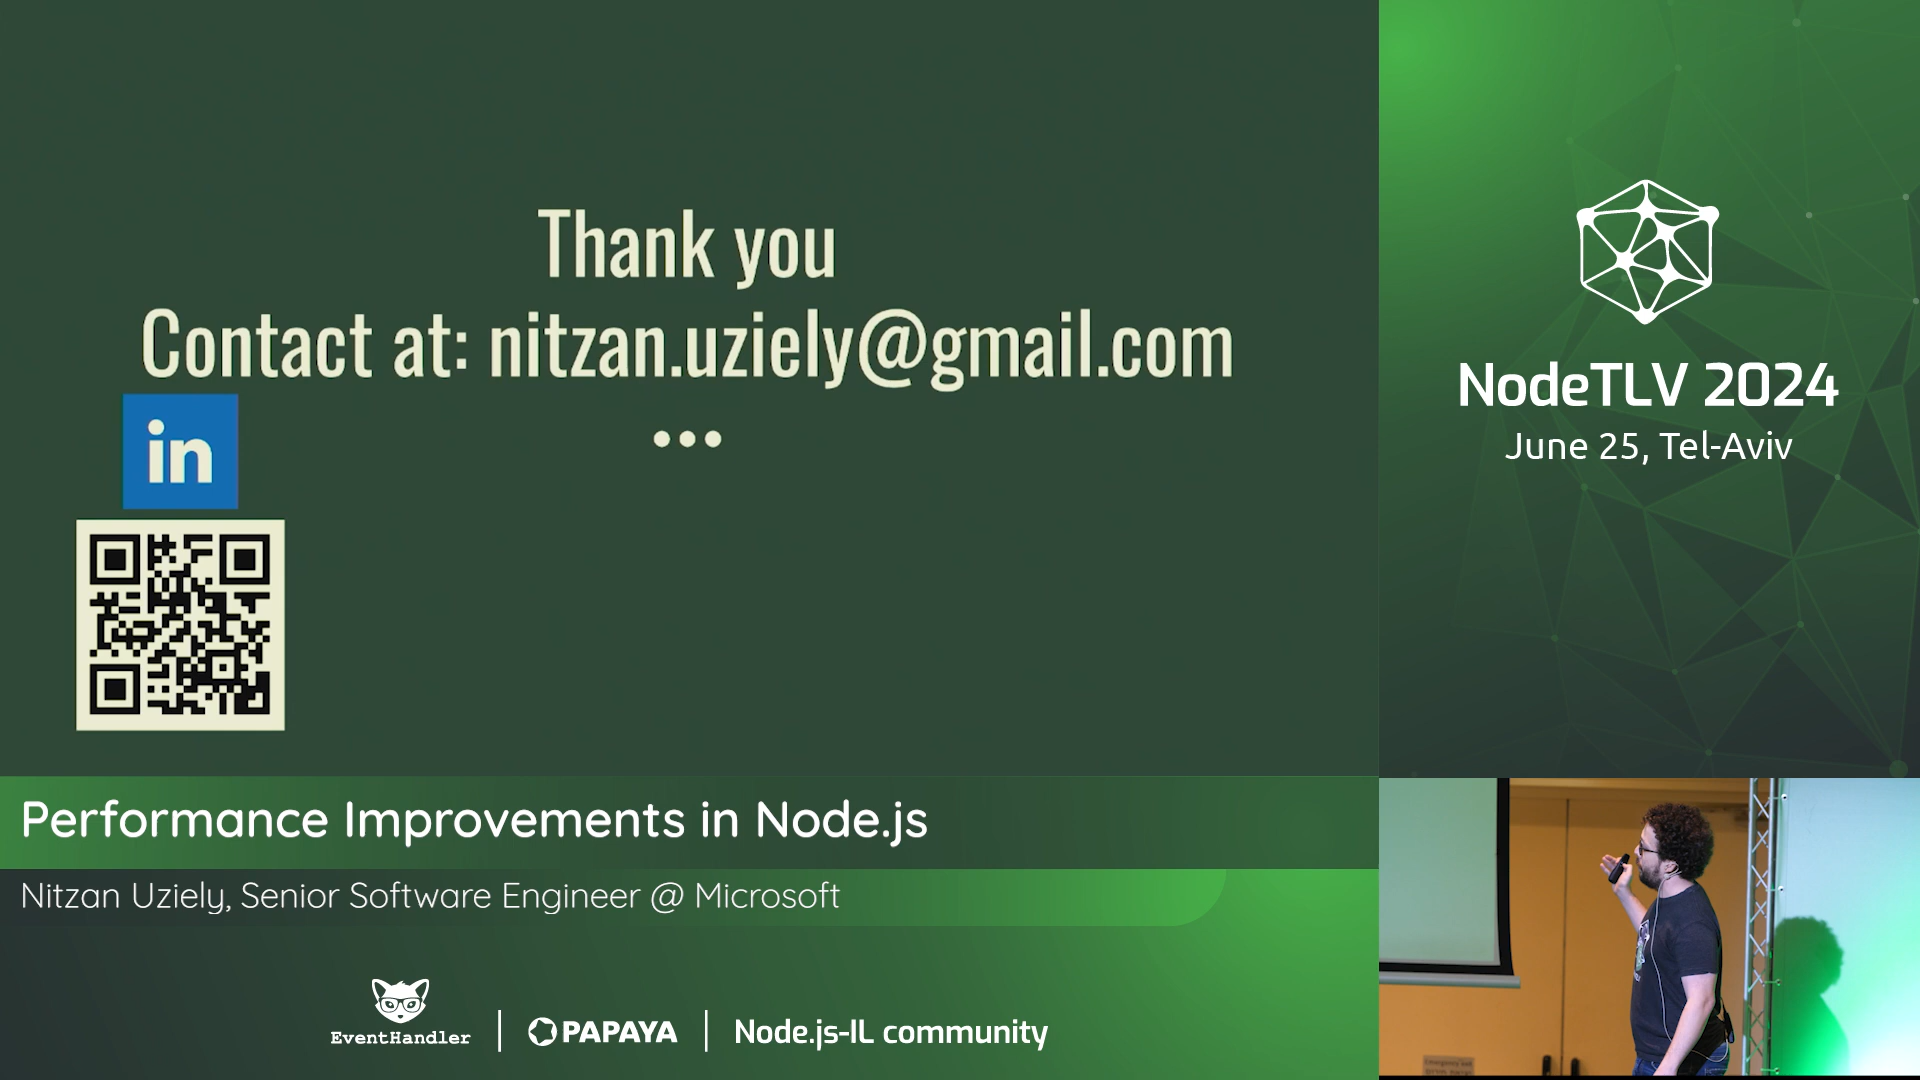 Thank you
Contact at: nitzan.uziely@gmail.com
...
in
NodeTLV 2024
June 25, Tel-Aviv
Performance Improvements in Node.js
Nitzan Uziely, Senior Software Engineer @ Microsoft
EventHandler
PAPAYA
Node.js-IL community